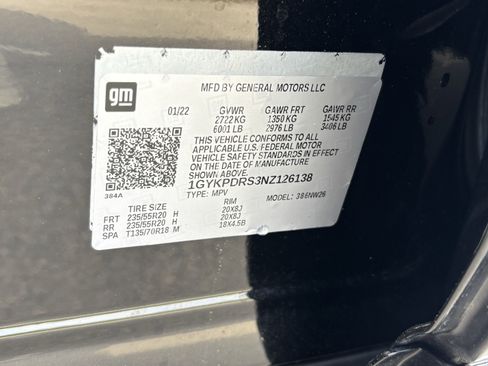 gm
MFD BY GENERAL MOTORS LLC
01/22 GVWR GAWR FRT GAWR RR
2722 KG 1350 KG 1545 KG
6001 LB 2976 LB 3406 LB
THIS VEHICLE CONFORMS TO ALL
APPLICABLE U.S. FEDERAL MOTOR
VEHICLE SAFETY AND THEFT PREVENTION
STANDARDS IN EFFECT ON THE
DATE OF MANUFACTURE
SHOWN ABOVE.
1GYKPDRS3NZ126138
384A
TYPE: MPV MODEL: 386NW26
TIRE SIZE RIM
FRT 235/55R20 H 20X8J
RR 235/55R20 H 20X8J
SPA T135/70R18 M 18X4.5B